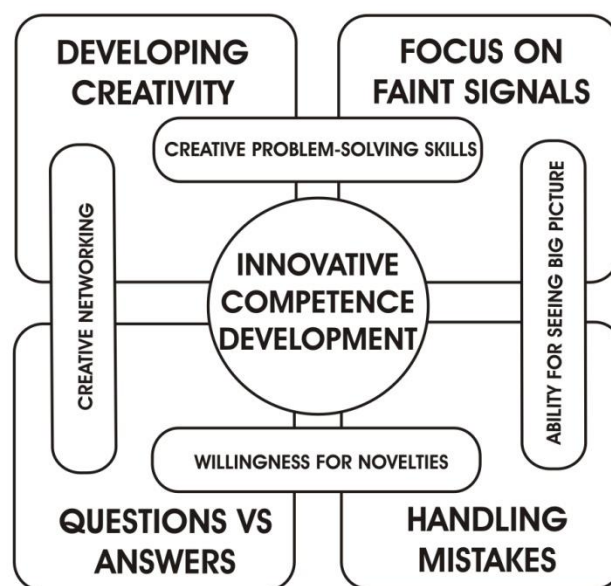 DEVELOPING
CREATIVITY
FOCUS ON
FAINT SIGNALS
CREATIVE PROBLEM-SOLVING SKILLS
CREATIVE NETWORKING
INNOVATIVE
COMPETENCE
DEVELOPMENT
ABILITY FOR SEEING BIG PICTURE
WILLINGNESS FOR NOVELTIES
QUESTIONS VS
ANSWERS
HANDLING
MISTAKES